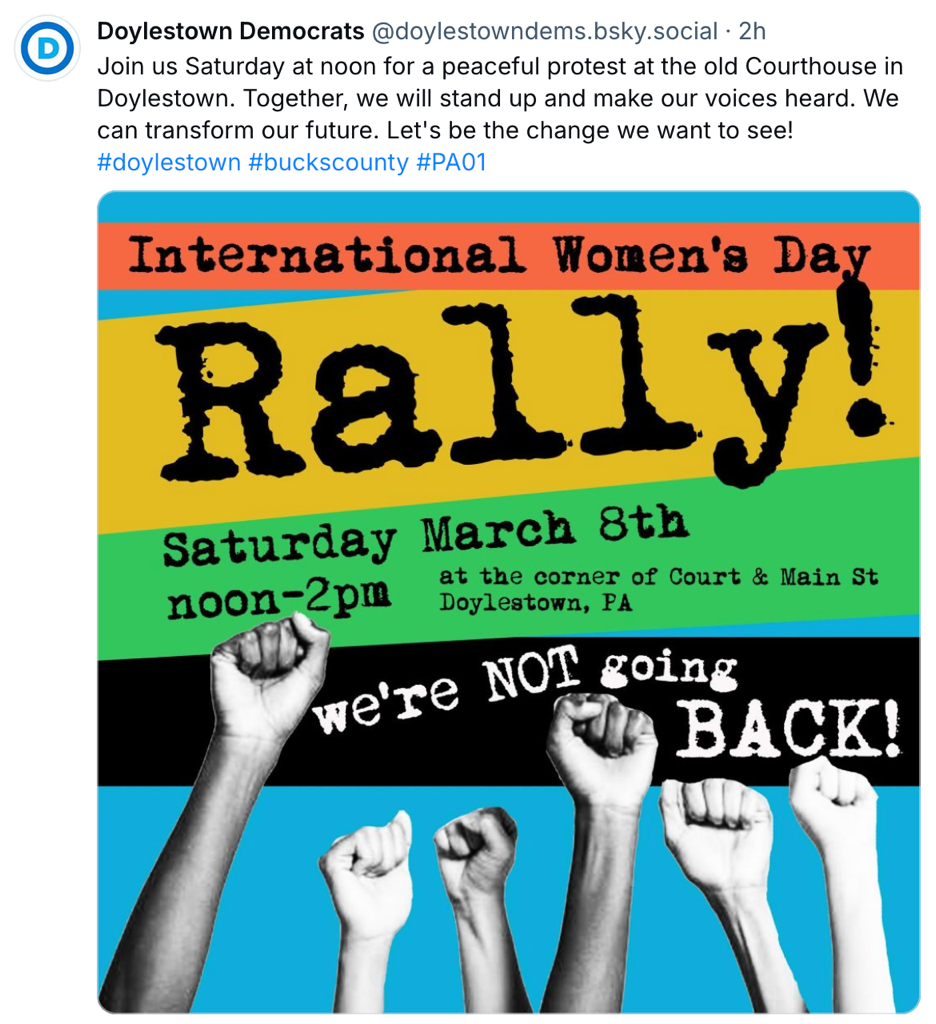 D
Doylestown Democrats @doylestowndems.bsky.social · 2h
Join us Saturday at noon for a peaceful protest at the old Courthouse in
Doylestown. Together, we will stand up and make our voices heard. We
can transform our future. Let's be the change we want to see!
#doylestown #buckscounty #PA01
International Women's Day
Rally!
Saturday March 8th
noon-2pm
at the corner of Court & Main St
Doylestown, PA
we're NOT going
BACK!